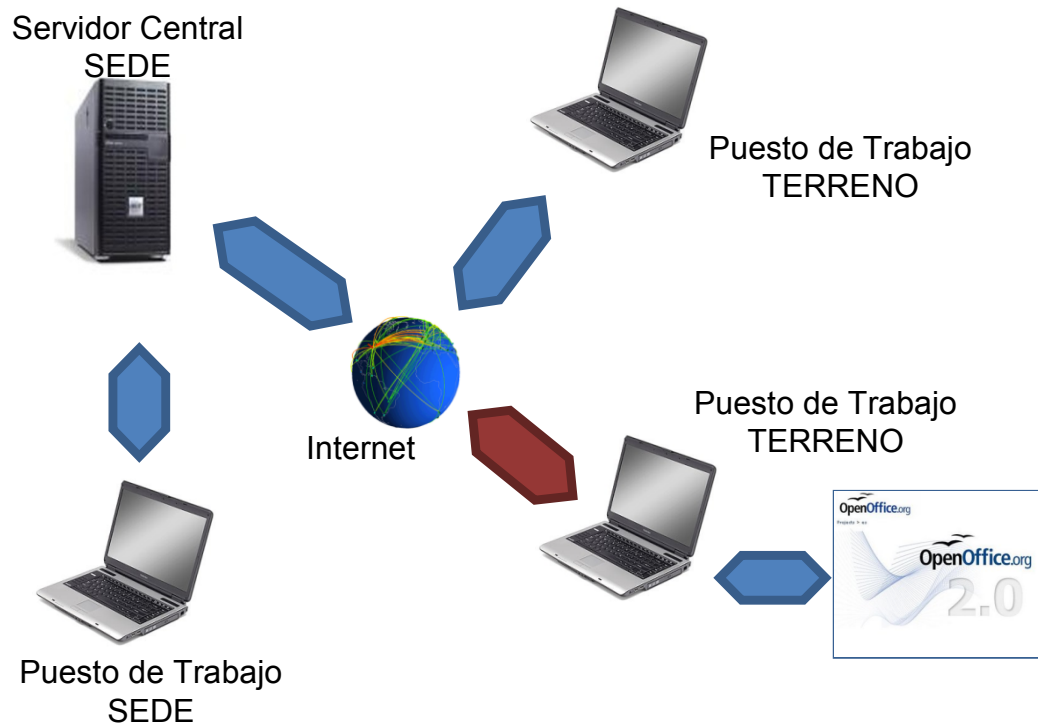 Servidor Central
SEDE
Puesto de Trabajo
TERRENO
Internet
Puesto de Trabajo
TERRENO
OpenOffice.org
OpenOffice.org
2.0
Puesto de Trabajo
SEDE